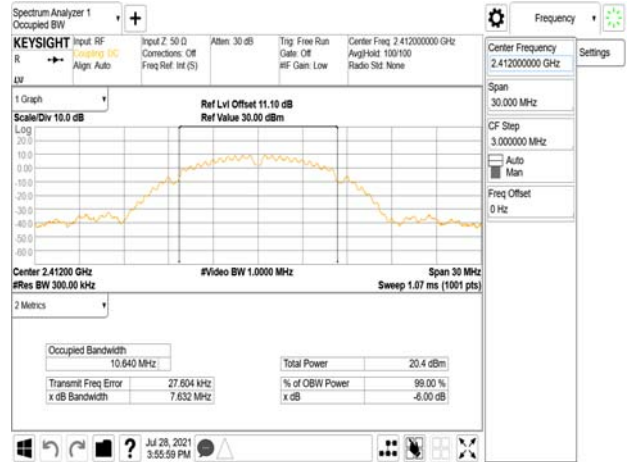 Spectrum Analyzer 1
Occupied BW
+
Frequency
KEYSIGHT
Input: RF
Coupling: DC
Align: Auto
Input Z: 50 Ω
Corrections: Off
Freq Ref: Int (S)
Atten: 30 dB
Trig: Free Run
Gate: Off
#IF Gain: Low
Center Freq: 2.412000000 GHz
Avg|Hold: 100/100
Radio Std: None
R
Center Frequency
2.412000000 GHz
Settings
Span
30.000 MHz
CF Step
3.000000 MHz
Auto
Man
Freq Offset
0 Hz
1 Graph
Ref Lvl Offset 11.10 dB
Scale/Div 10.0 dB
Ref Value 30.00 dBm
Log
20.0
10.0
0.00
-10.0
-20.0
-30.0
-40.0
-50.0
-60.0
Center 2.41200 GHz
#Video BW 1.0000 MHz
Span 30 MHz
#Res BW 300.00 kHz
Sweep 1.07 ms (1001 pts)
2 Metrics
Occupied Bandwidth
10.640 MHz
Total Power 20.4 dBm
Transmit Freq Error 27.604 kHz
% of OBW Power 99.00 %
x dB Bandwidth 7.632 MHz
x dB -6.00 dB
?
Jul 28, 2021
3:55:59 PM